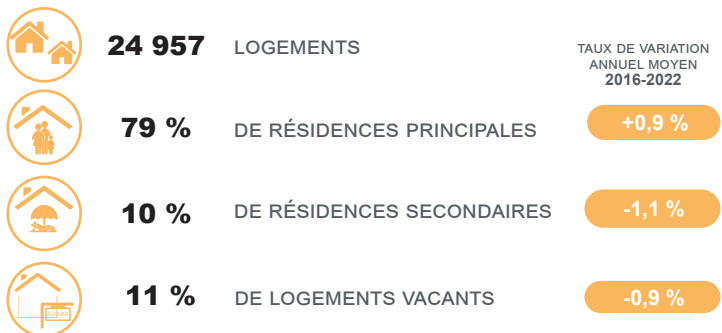 24 957 LOGEMENTS
TAUX DE VARIATION
ANNUEL MOYEN
2016-2022
79 % DE RÉSIDENCES PRINCIPALES +0,9 %
10 % DE RÉSIDENCES SECONDAIRES -1,1 %
11 % DE LOGEMENTS VACANTS -0,9 %